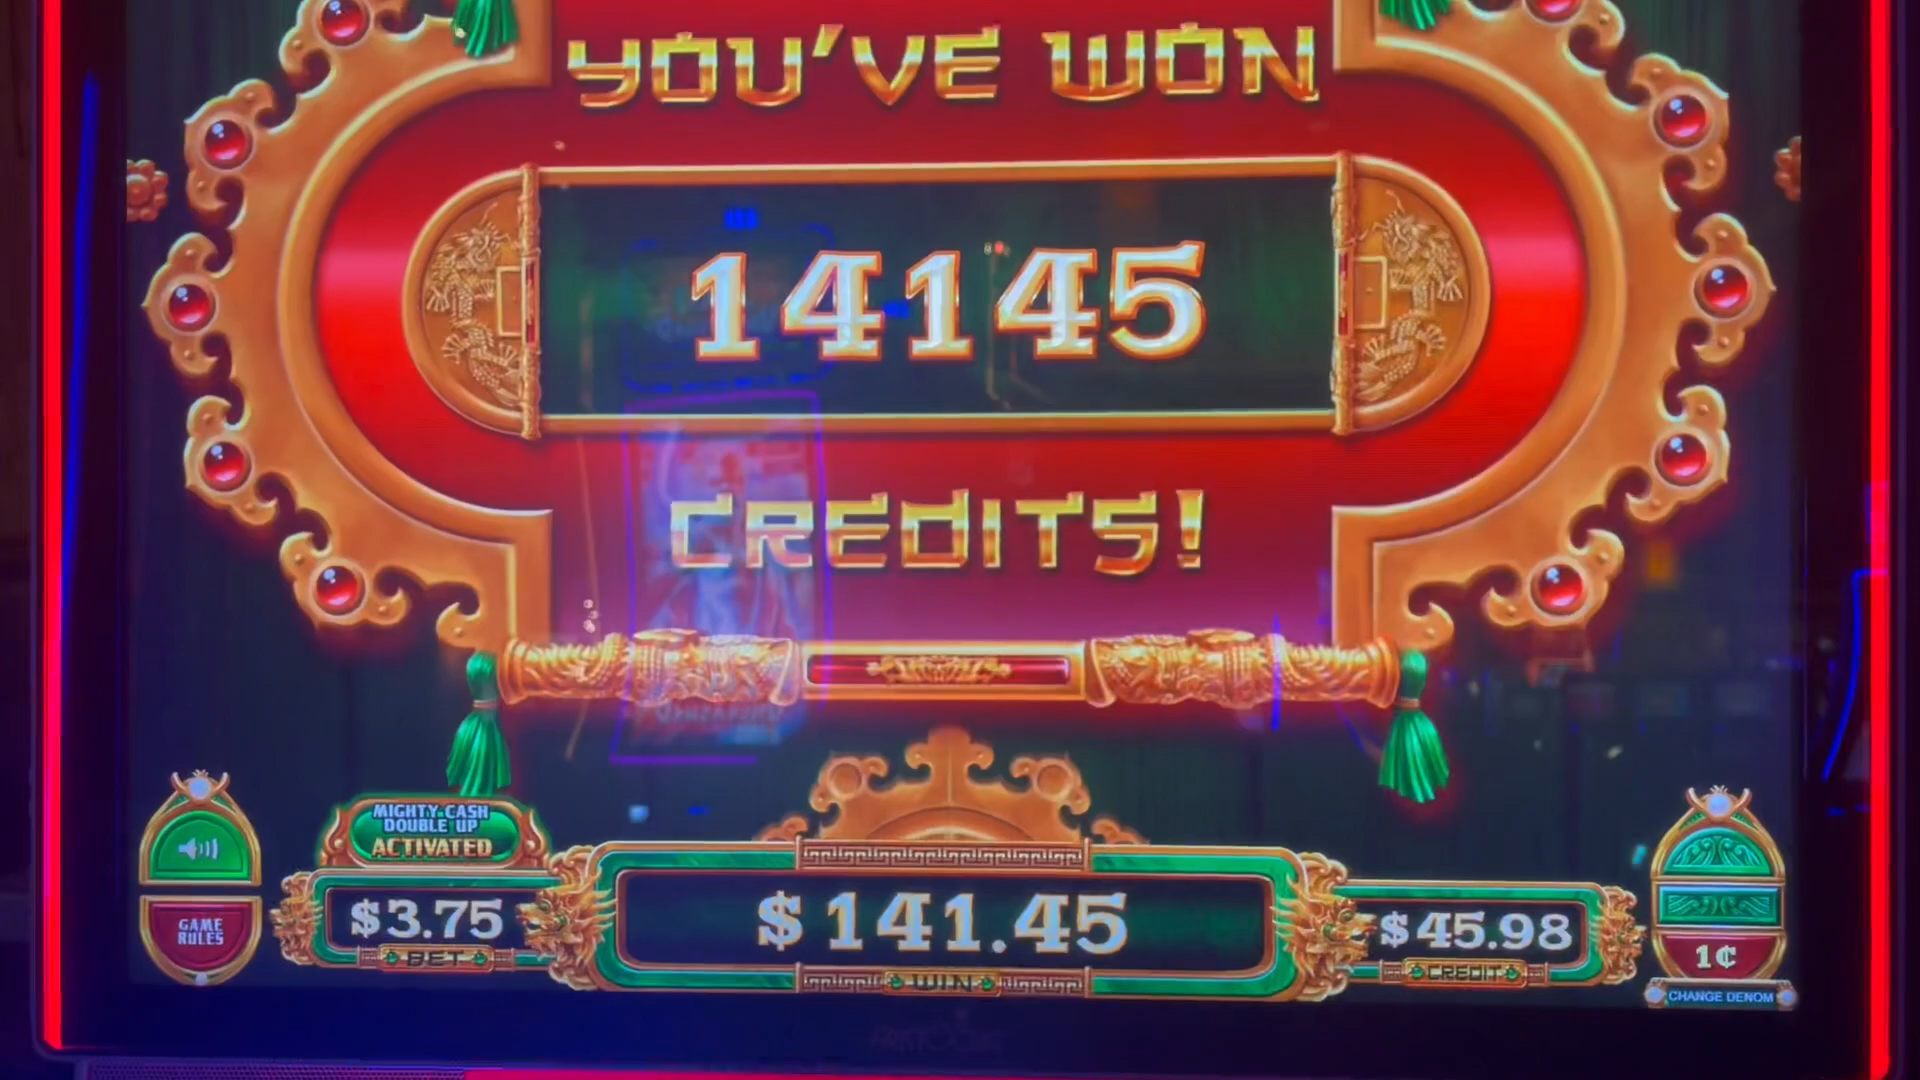 YOU'VE WON
14145
CREDITS!
MIGHTY CASH
DOUBLE UP
ACTIVATED
GAME
RULES
$3.75
BET
$141.45
WIN
$45.98
CREDIT
1¢
CHANGE DENOM